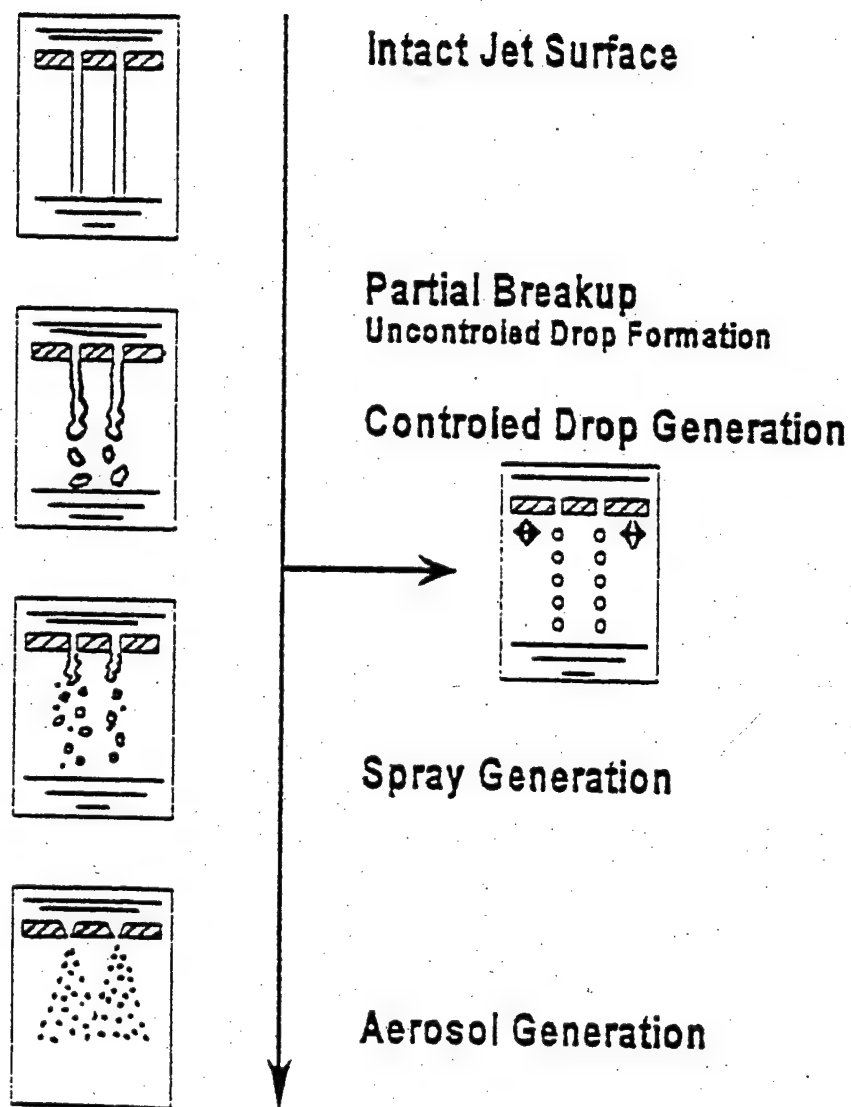 Intact Jet Surface
Partial Breakup
Uncontroled Drop Formation
Controled Drop Generation
Spray Generation
Aerosol Generation